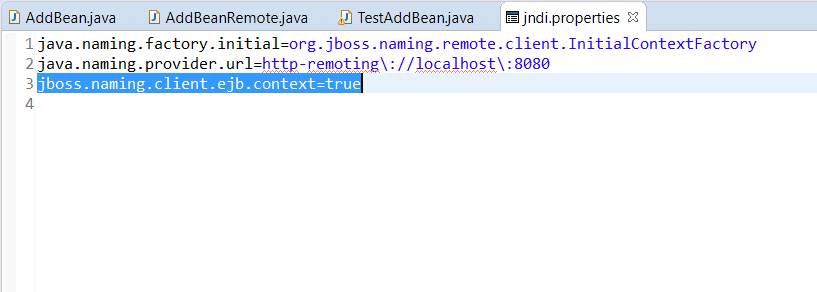 AddBean.java AddBeanRemote.java TestAddBean.java jndi.properties
1 java.naming.factory.initial=org.jboss.naming.remote.client.InitialContextFactory
2 java.naming.provider.url=http-remoting\://localhost\:8080
3 jboss.naming.client.ejb.context=true
4